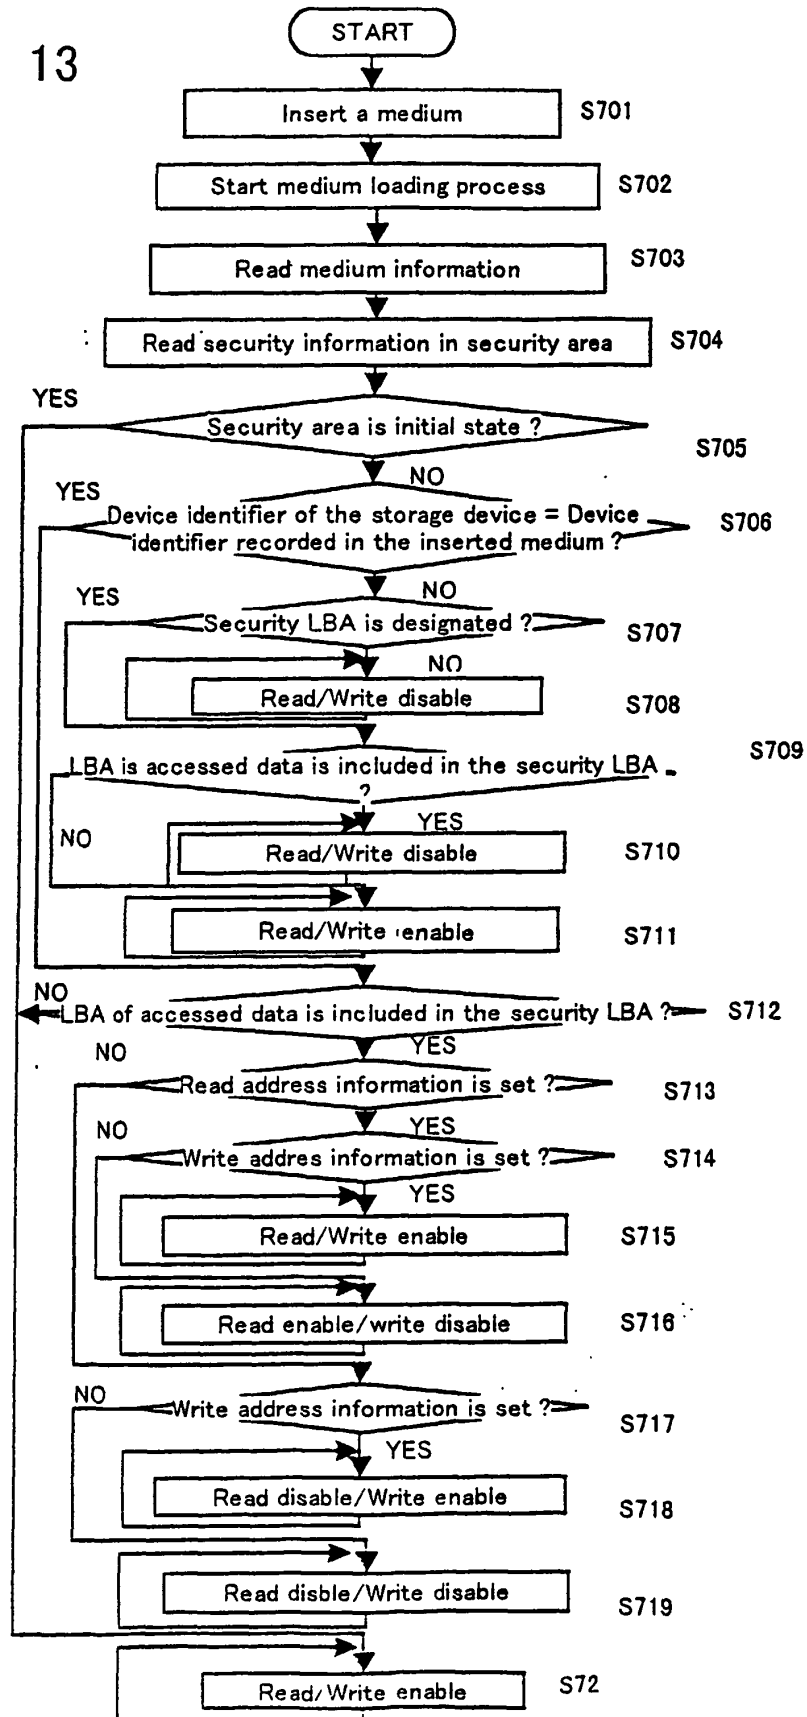 START
13
Insert a medium
S701
Start medium loading process
S702
Read medium information
S703
Read security information in security area
S704
YES
Security area is initial state ?
S705
NO
YES
Device identifier of the storage device = Device
identifier recorded in the inserted medium ?
S706
NO
YES
Security LBA is designated ?
S707
NO
Read/Write disable
S708
LBA is accessed data is included in the security LBA
?
S709
NO
YES
Read/Write disable
S710
Read/Write enable
S711
NO
LBA of accessed data is included in the security LBA ?
S712
YES
NO
Read address information is set ?
S713
YES
NO
Write addres information is set ?
S714
YES
Read/Write enable
S715
Read enable/write disable
S716
NO
Write address information is set ?
S717
YES
Read disable/Write enable
S718
Read disble/Write disable
S719
Read/Write enable
S72